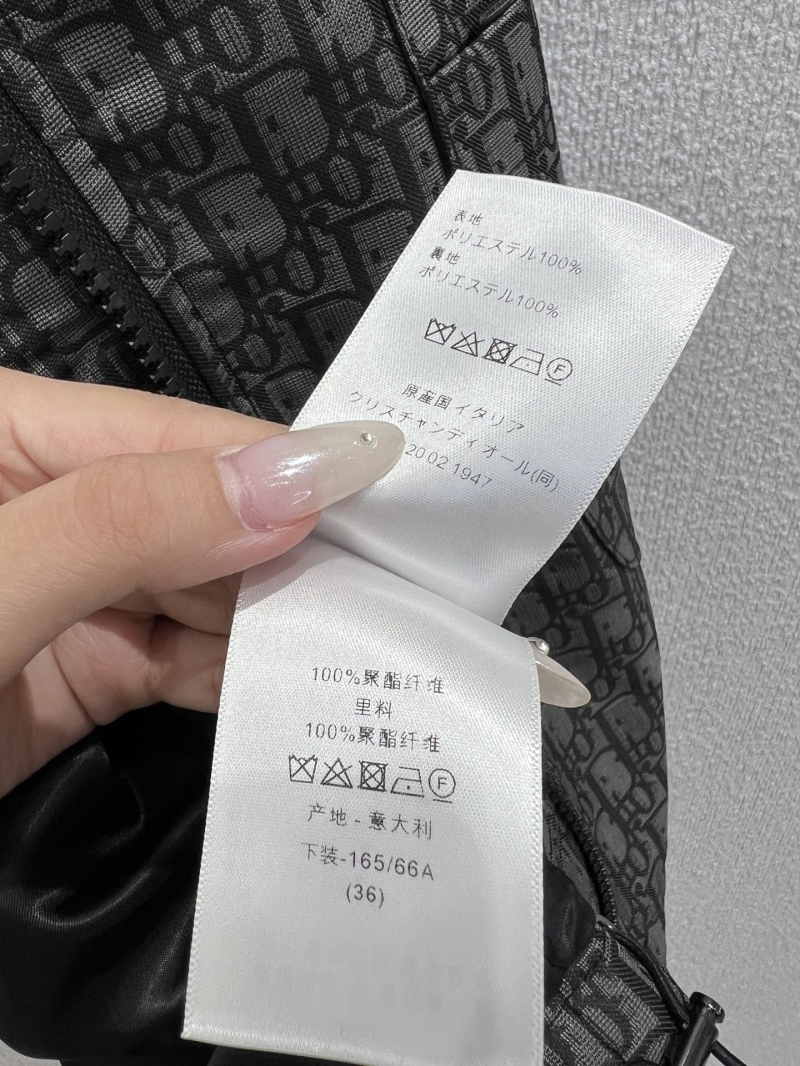 表地
ポリエステル100%
裏地
ポリエステル100%
F
原産国イタリア
クリスチャンディオール(同)
20 02 1947
100%聚酯纤维
里料
100%聚酯纤维
F
产地 - 意大利
下装-165/66A
(36)